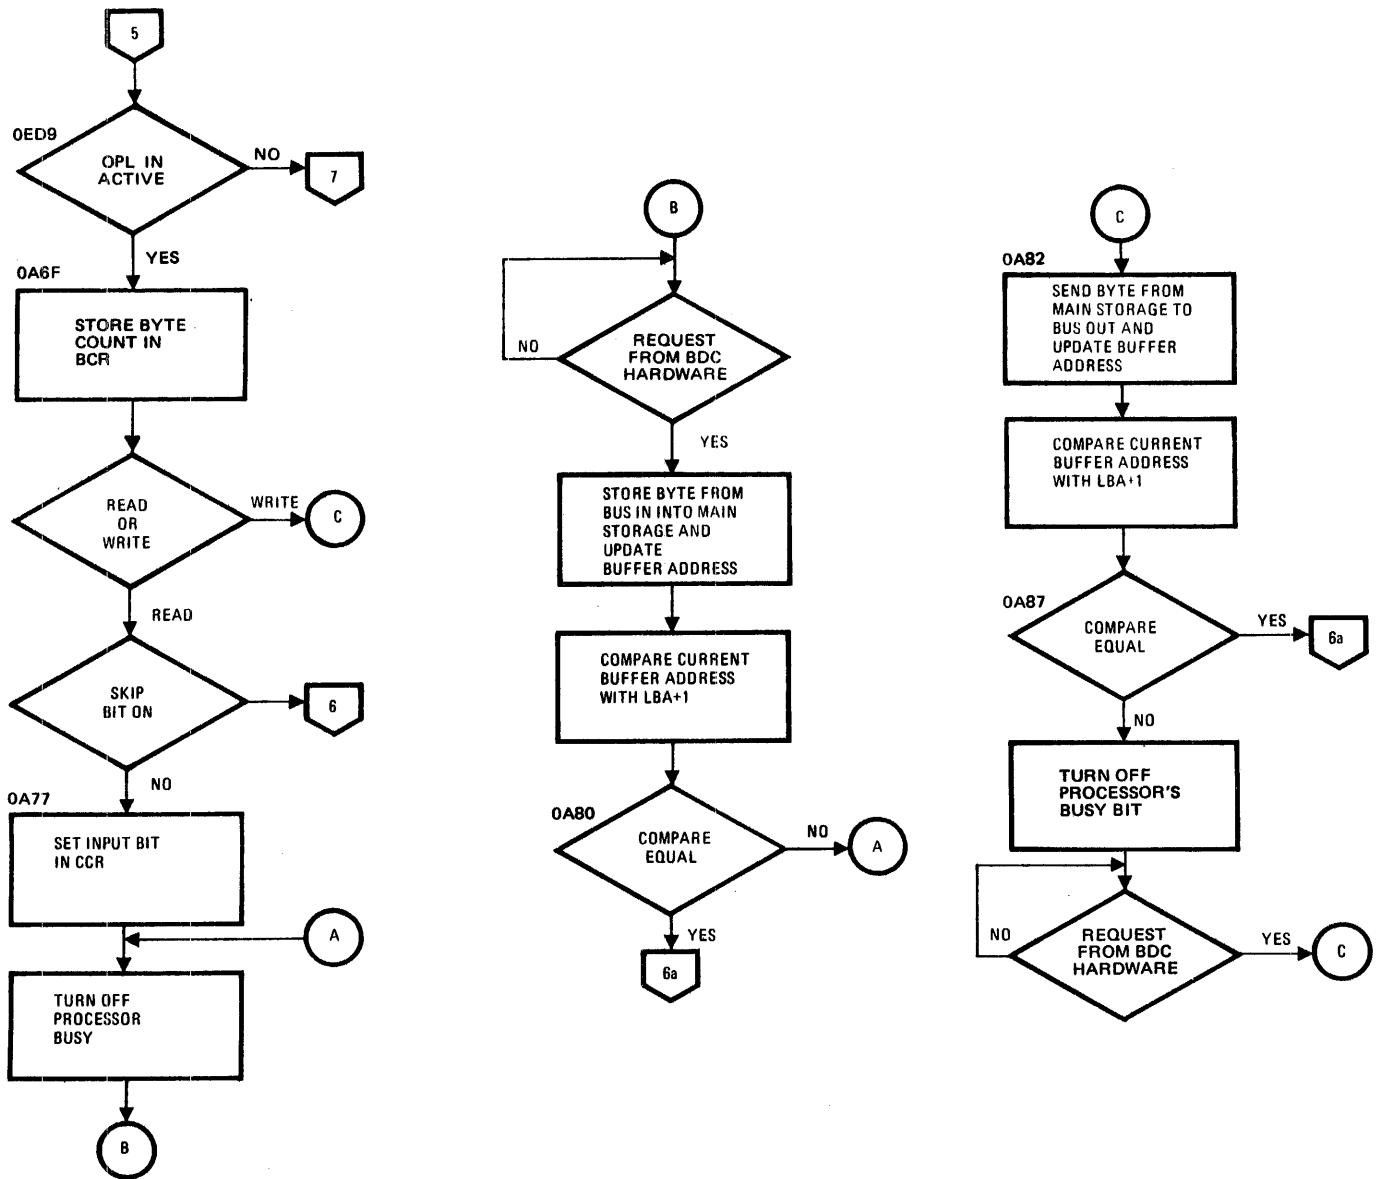 5
0ED9
OPL IN
ACTIVE
NO
7
YES
0A6F
STORE BYTE
COUNT IN
BCR
READ
OR
WRITE
WRITE
C
READ
SKIP
BIT ON
6
NO
0A77
SET INPUT BIT
IN CCR
A
TURN OFF
PROCESSOR
BUSY
B
B
REQUEST
FROM BDC
HARDWARE
NO
YES
STORE BYTE FROM
BUS IN INTO MAIN
STORAGE AND
UPDATE
BUFFER ADDRESS
COMPARE CURRENT
BUFFER ADDRESS
WITH LBA+1
0A80
COMPARE
EQUAL
NO
A
YES
6a
C
0A82
SEND BYTE FROM
MAIN STORAGE TO
BUS OUT AND
UPDATE BUFFER
ADDRESS
COMPARE CURRENT
BUFFER ADDRESS
WITH LBA+1
0A87
COMPARE
EQUAL
YES
6a
NO
TURN OFF
PROCESSOR'S
BUSY BIT
NO
REQUEST
FROM BDC
HARDWARE
YES
C